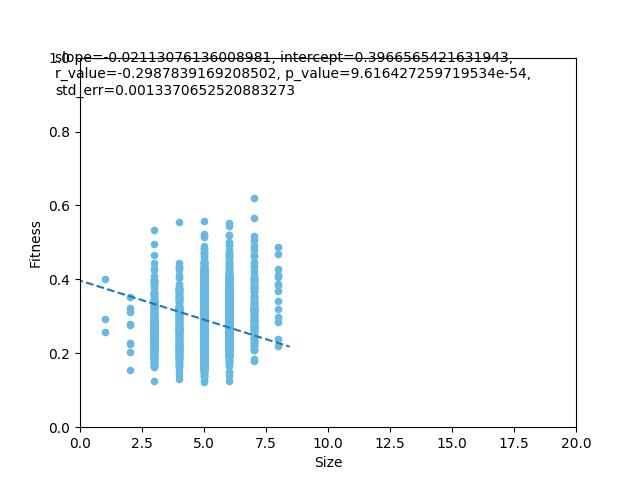 slope=-0.02113076136008981, intercept=0.3966565421631943,
r_value=-0.2987839169208502, p_value=9.616427259719534e-54,
std_err=0.0013370652520883273
1.0
0.8
0.6
0.4
0.2
0.0
Fitness
0.0 2.5 5.0 7.5 10.0 12.5 15.0 17.5 20.0
Size